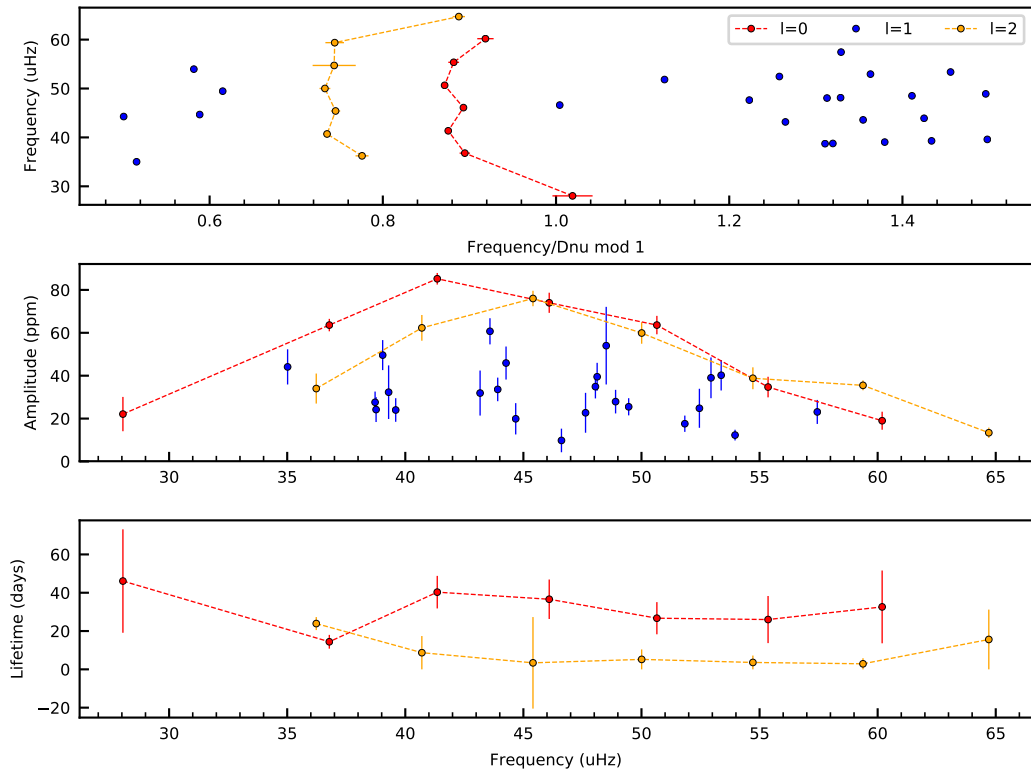 Frequency (uHz)
60
50
40
30
l=0 l=1 l=2
0.6 0.8 1.0 1.2 1.4
Frequency/Dnu mod 1
Amplitude (ppm)
80
60
40
20
0
30 35 40 45 50 55 60 65
Lifetime (days)
60
40
20
0
−20
30 35 40 45 50 55 60 65
Frequency (uHz)